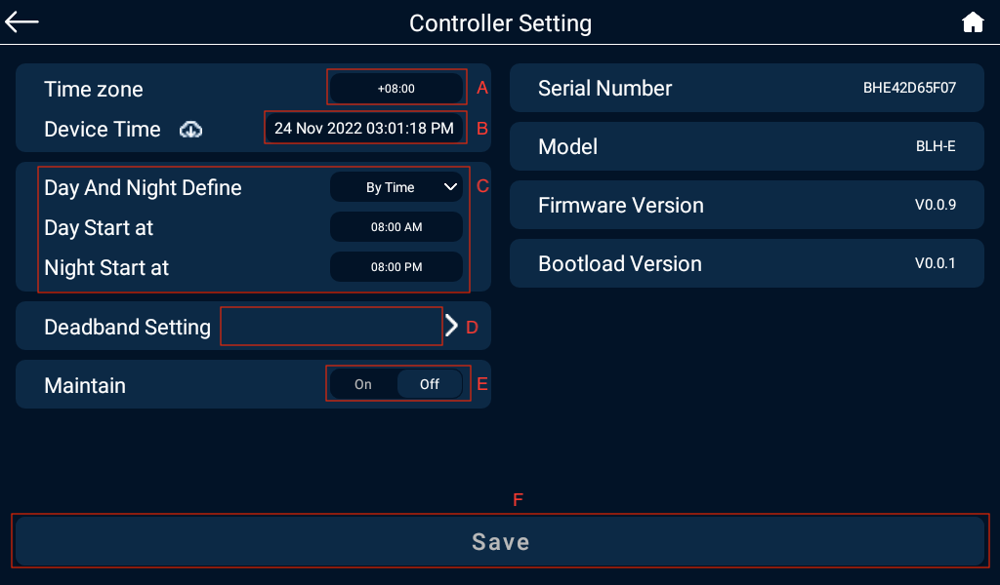 Controller Setting
Time zone +08:00 A
Device Time 24 Nov 2022 03:01:18 PM B
Day And Night Define By Time C
Day Start at 08:00 AM
Night Start at 08:00 PM
Deadband Setting D
Maintain On Off E
Serial Number BHE42D65F07
Model BLH-E
Firmware Version V0.0.9
Bootload Version V0.0.1
F
Save